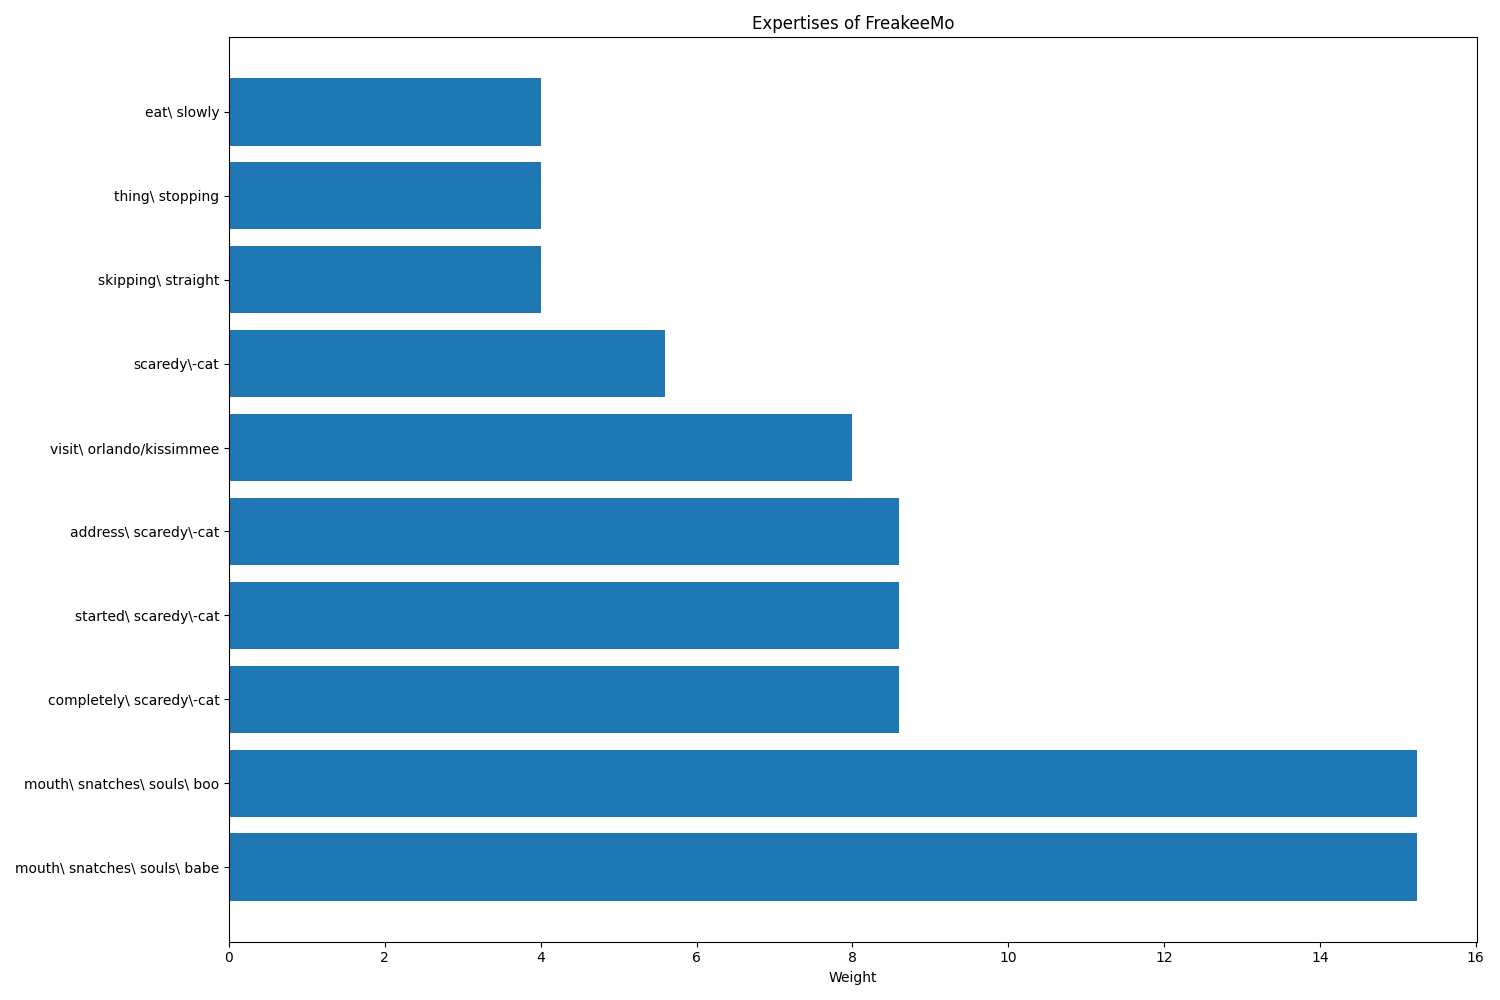 Expertises of FreakeeMo
eat\ slowly
thing\ stopping
skipping\ straight
scaredy\-cat
visit\ orlando/kissimmee
address\ scaredy\-cat
started\ scaredy\-cat
completely\ scaredy\-cat
mouth\ snatches\ souls\ boo
mouth\ snatches\ souls\ babe
0 2 4 6 8 10 12 14 16
Weight